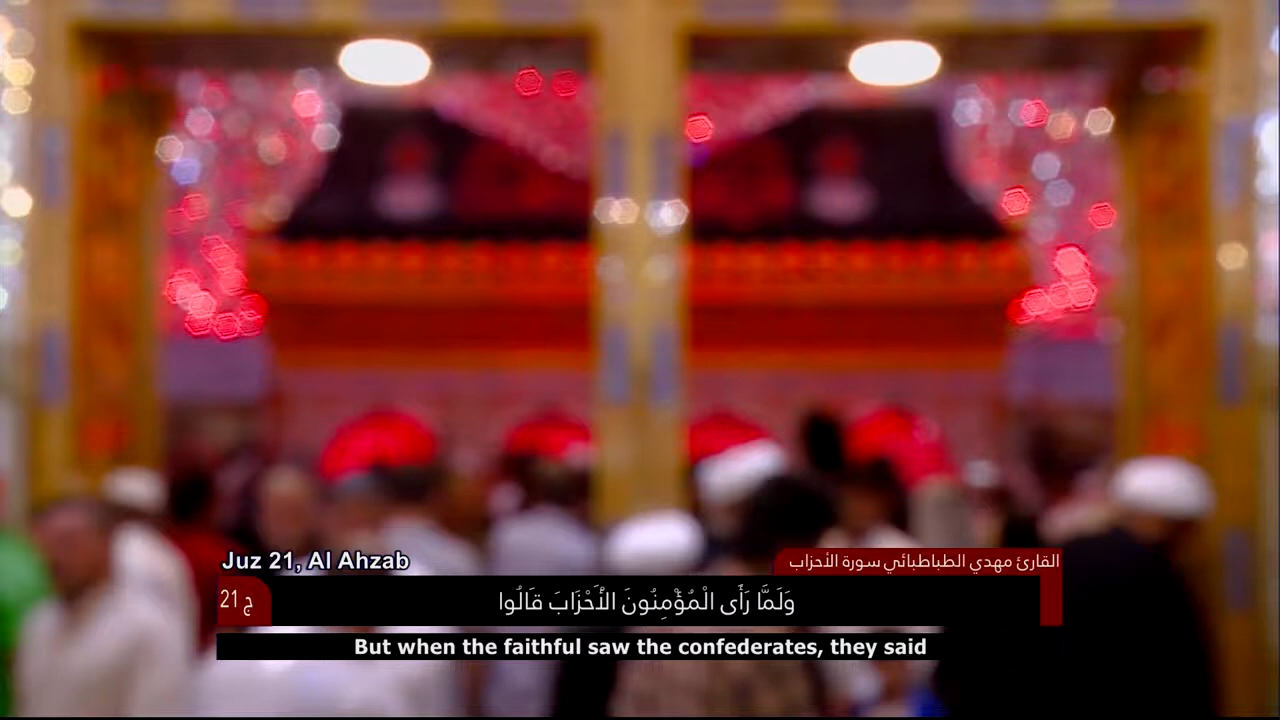 Juz 21, Al Ahzab
القارئ مهدي الطباطبائي سورة الأحزاب
ج 21
وَلَمَّا رَأَى الْمُؤْمِنُونَ الْأَحْزَابَ قَالُوا
But when the faithful saw the confederates, they said